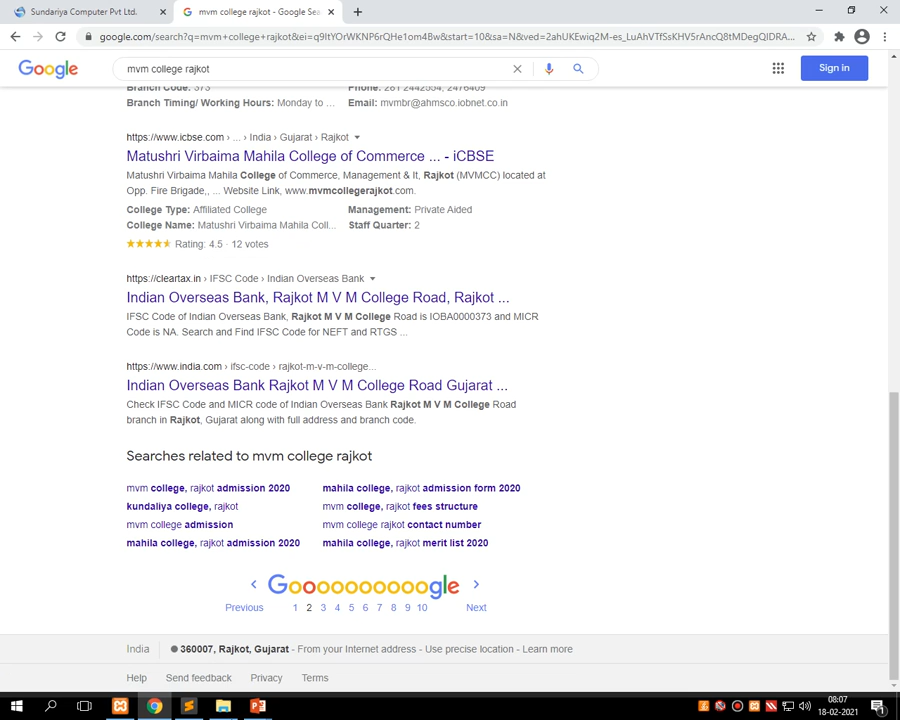 Sundariya Computer Pvt Ltd.
mvm college rajkot - Google Sea
google.com/search?q=mvm+college+rajkot&ei=q9ltYOrWKNP6rQHe1om4Bw&start=10&sa=N&ved=2ahUKEwiq2M-es_LuAhVTfSsKHV5rAncQ8tMDegQIDRA...
Google
mvm college rajkot
Sign in
Branch Code: 373
Phone: 281 2442554, 2476409
Branch Timing/ Working Hours: Monday to ...
Email: mvmbr@ahmsco.iobnet.co.in
https://www.icbse.com › ... › India › Gujarat › Rajkot
Matushri Virbaima Mahila College of Commerce ... - iCBSE
Matushri Virbaima Mahila College of Commerce, Management & It, Rajkot (MVMCC) located at
Opp. Fire Brigade,, ... Website Link, www.mvmcollegerajkot.com.
College Type: Affiliated College
Management: Private Aided
College Name: Matushri Virbaima Mahila Coll...
Staff Quarter: 2
Rating: 4.5 · 12 votes
https://cleartax.in › IFSC Code › Indian Overseas Bank
Indian Overseas Bank, Rajkot M V M College Road, Rajkot ...
IFSC Code of Indian Overseas Bank, Rajkot M V M College Road is IOBA0000373 and MICR
Code is NA. Search and Find IFSC Code for NEFT and RTGS ...
https://www.india.com › ifsc-code › rajkot-m-v-m-college...
Indian Overseas Bank Rajkot M V M College Road Gujarat ...
Check IFSC Code and MICR code of Indian Overseas Bank Rajkot M V M College Road
branch in Rajkot, Gujarat along with full address and branch code.
Searches related to mvm college rajkot
mvm college, rajkot admission 2020
mahila college, rajkot admission form 2020
kundaliya college, rajkot
mvm college, rajkot fees structure
mvm college admission
mvm college rajkot contact number
mahila college, rajkot admission 2020
mahila college, rajkot merit list 2020
Goooooooooogle
Previous 1 2 3 4 5 6 7 8 9 10 Next
India
360007, Rajkot, Gujarat - From your Internet address - Use precise location - Learn more
Help Send feedback Privacy Terms
08:07
18-02-2021
1